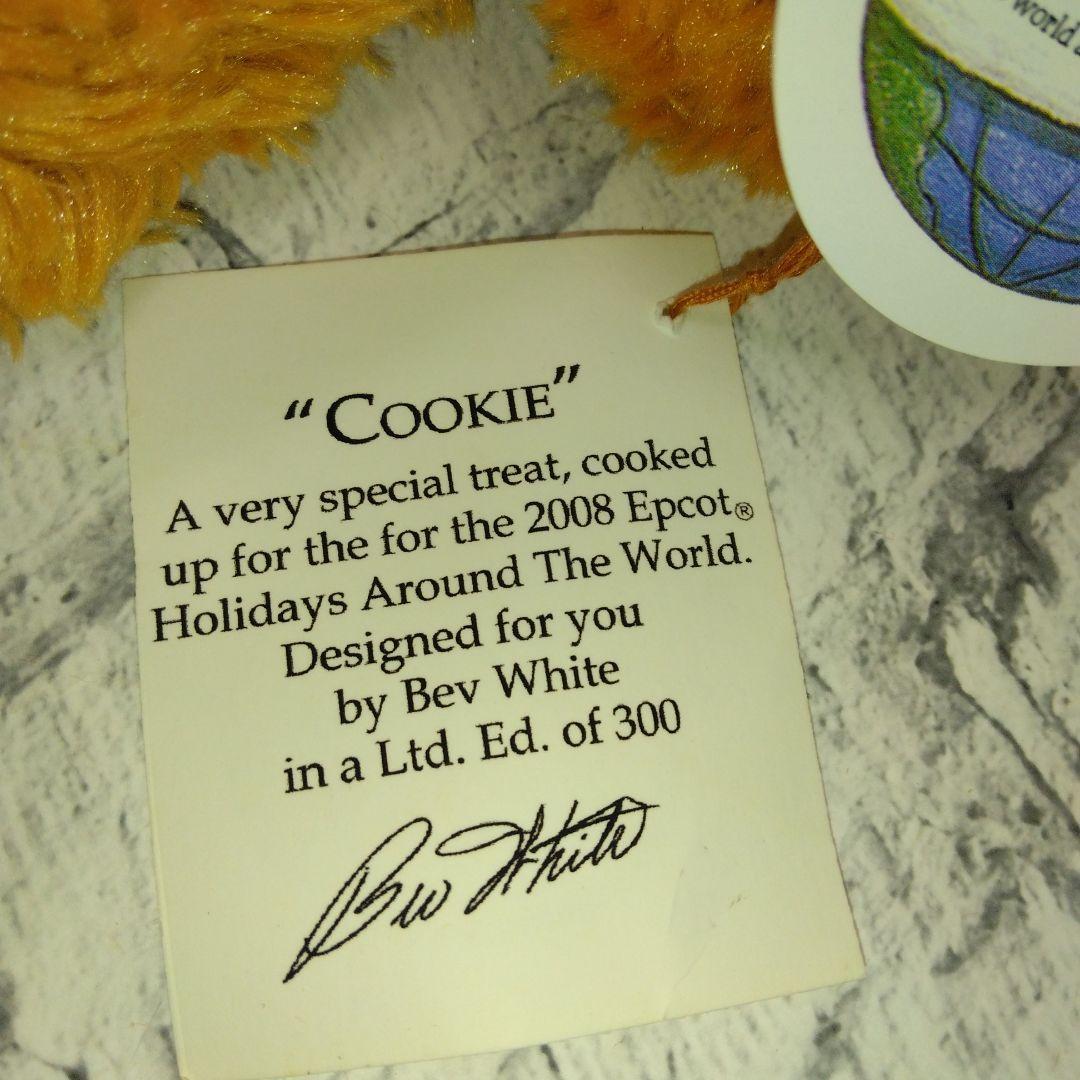 world
"COOKIE"
A very special treat, cooked
up for the for the 2008 Epcot®
Holidays Around The World.
Designed for you
by Bev White
in a Ltd. Ed. of 300
Bev White